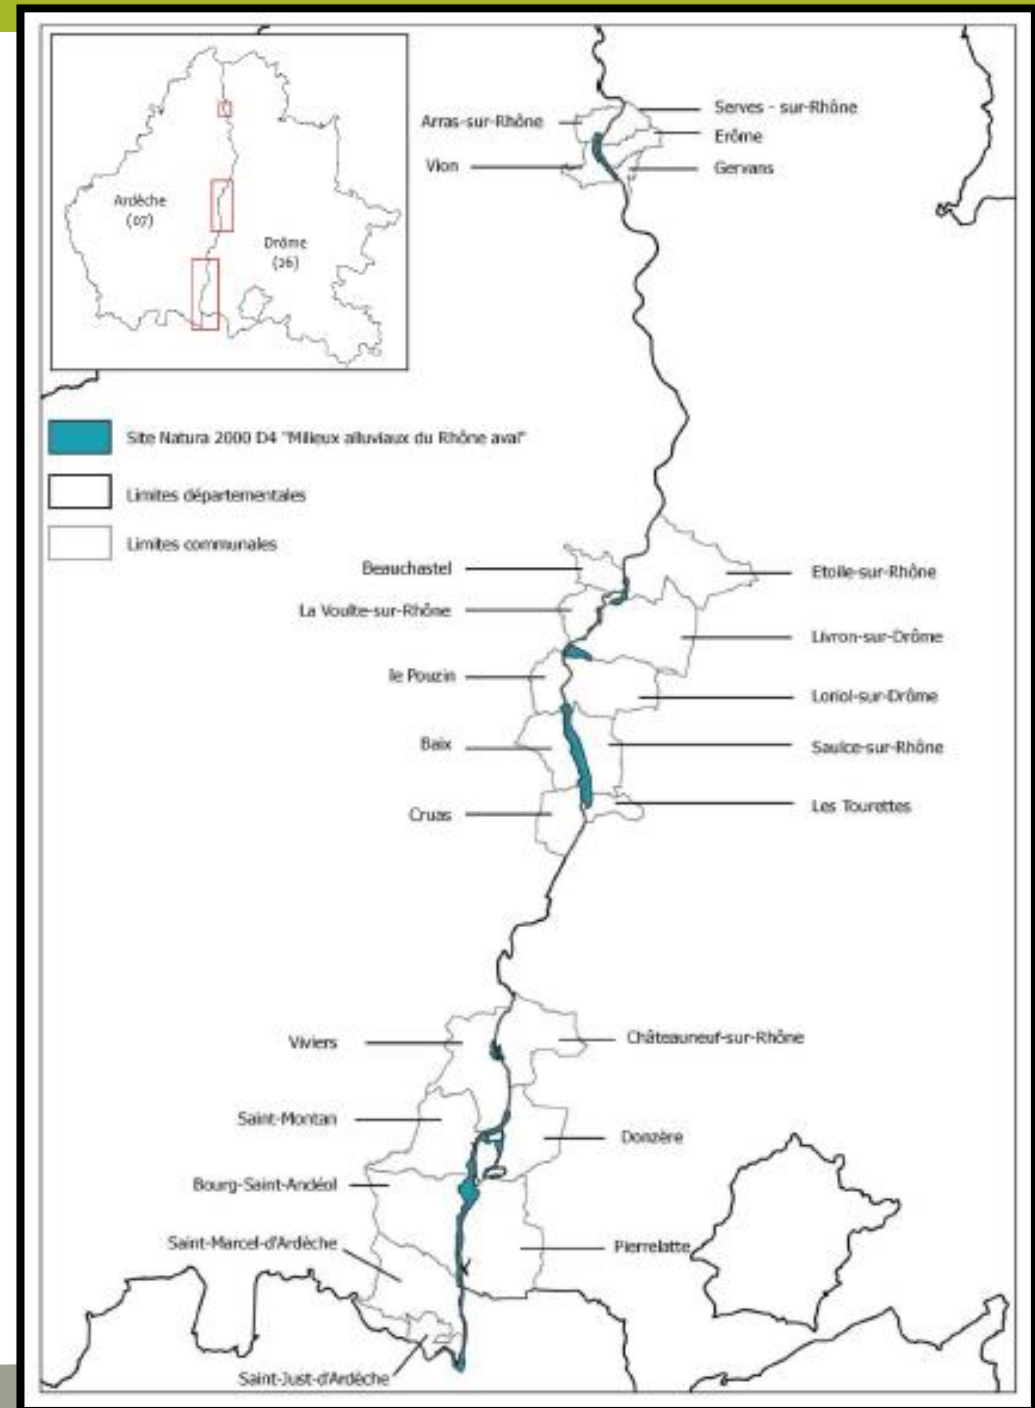 Ardèche
(07)
Drôme
(26)
Site Natura 2000 D4 "Milieux alluviaux du Rhône aval"
Limites départementales
Limites communales
Arras-sur-Rhône
Serves - sur-Rhône
Erôme
Vion
Gervans
Beauchastel
Etoile-sur-Rhône
La Voulte-sur-Rhône
Livron-sur-Drôme
le Pouzin
Loriol-sur-Drôme
Baix
Saulce-sur-Rhône
Cruas
Les Tourettes
Viviers
Châteauneuf-sur-Rhône
Saint-Montan
Donzère
Bourg-Saint-Andéol
Saint-Marcel-d'Ardèche
Pierrelatte
Saint-Just-d'Ardèche